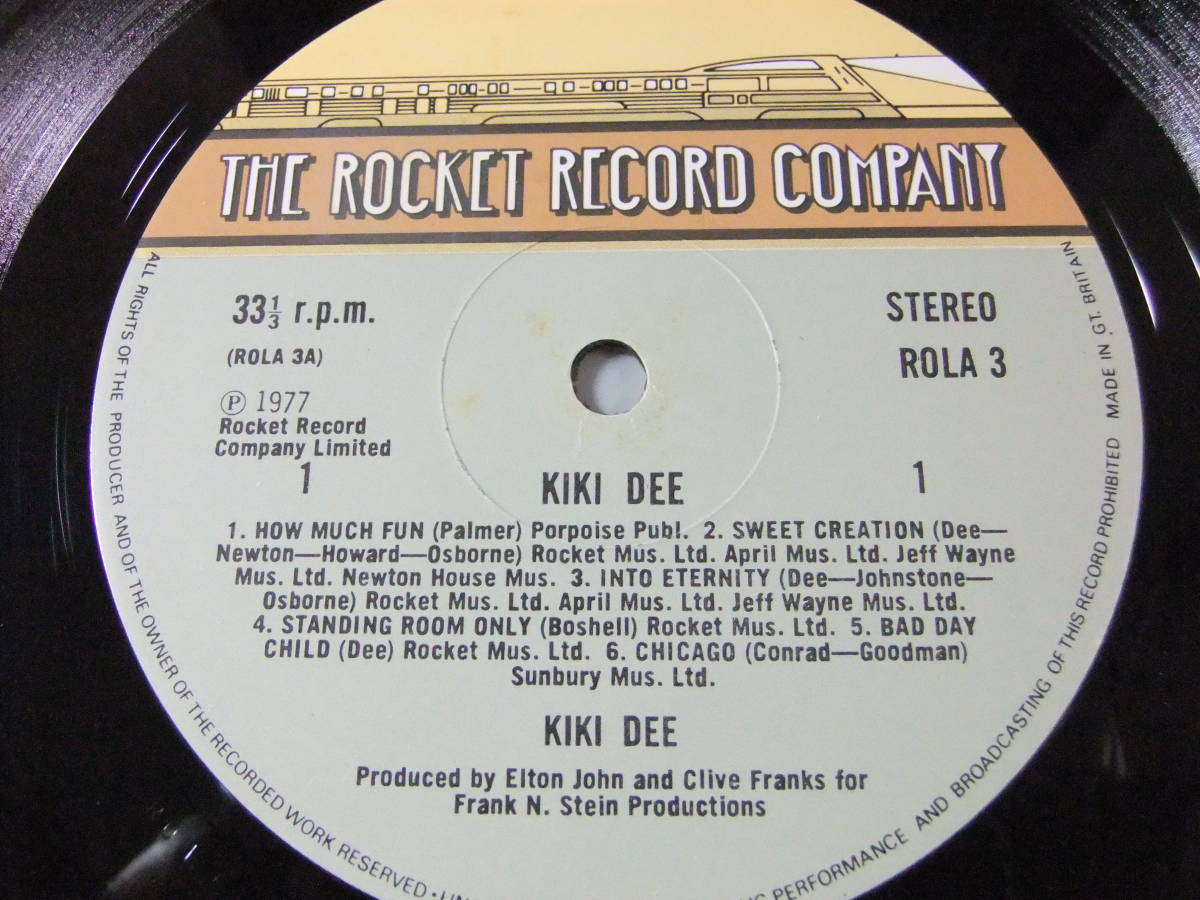 THE ROCKET RECORD COMPANY
33⅓ r.p.m.
STEREO
(ROLA 3A)
ROLA 3
℗ 1977
Rocket Record
Company Limited
1
1
KIKI DEE
1. HOW MUCH FUN (Palmer) Porpoise Publ. 2. SWEET CREATION (Dee—
Newton—Howard—Osborne) Rocket Mus. Ltd. April Mus. Ltd. Jeff Wayne
Mus. Ltd. Newton House Mus. 3. INTO ETERNITY (Dee—Johnstone—
Osborne) Rocket Mus. Ltd. April Mus. Ltd. Jeff Wayne Mus. Ltd.
4. STANDING ROOM ONLY (Boshell) Rocket Mus. Ltd. 5. BAD DAY
CHILD (Dee) Rocket Mus. Ltd. 6. CHICAGO (Conrad—Goodman)
Sunbury Mus. Ltd.
KIKI DEE
Produced by Elton John and Clive Franks for
Frank N. Stein Productions
ALL RIGHTS OF THE PRODUCER AND OF THE OWNER OF THE RECORDED WORK RESERVED · PERFORMANCE AND BROADCASTING OF THIS RECORD PROHIBITED MADE IN GT. BRITAIN